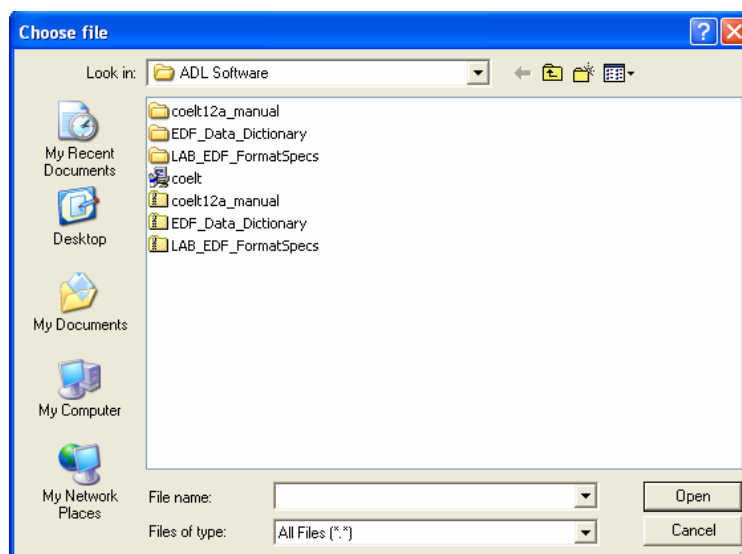 Choose file
Look in: ADL Software
My Recent
Documents
Desktop
My Documents
My Computer
My Network
Places
coelt12a_manual
EDF_Data_Dictionary
LAB_EDF_FormatSpecs
coelt
coelt12a_manual
EDF_Data_Dictionary
LAB_EDF_FormatSpecs
File name:
Open
Files of type: All Files (*.*)
Cancel